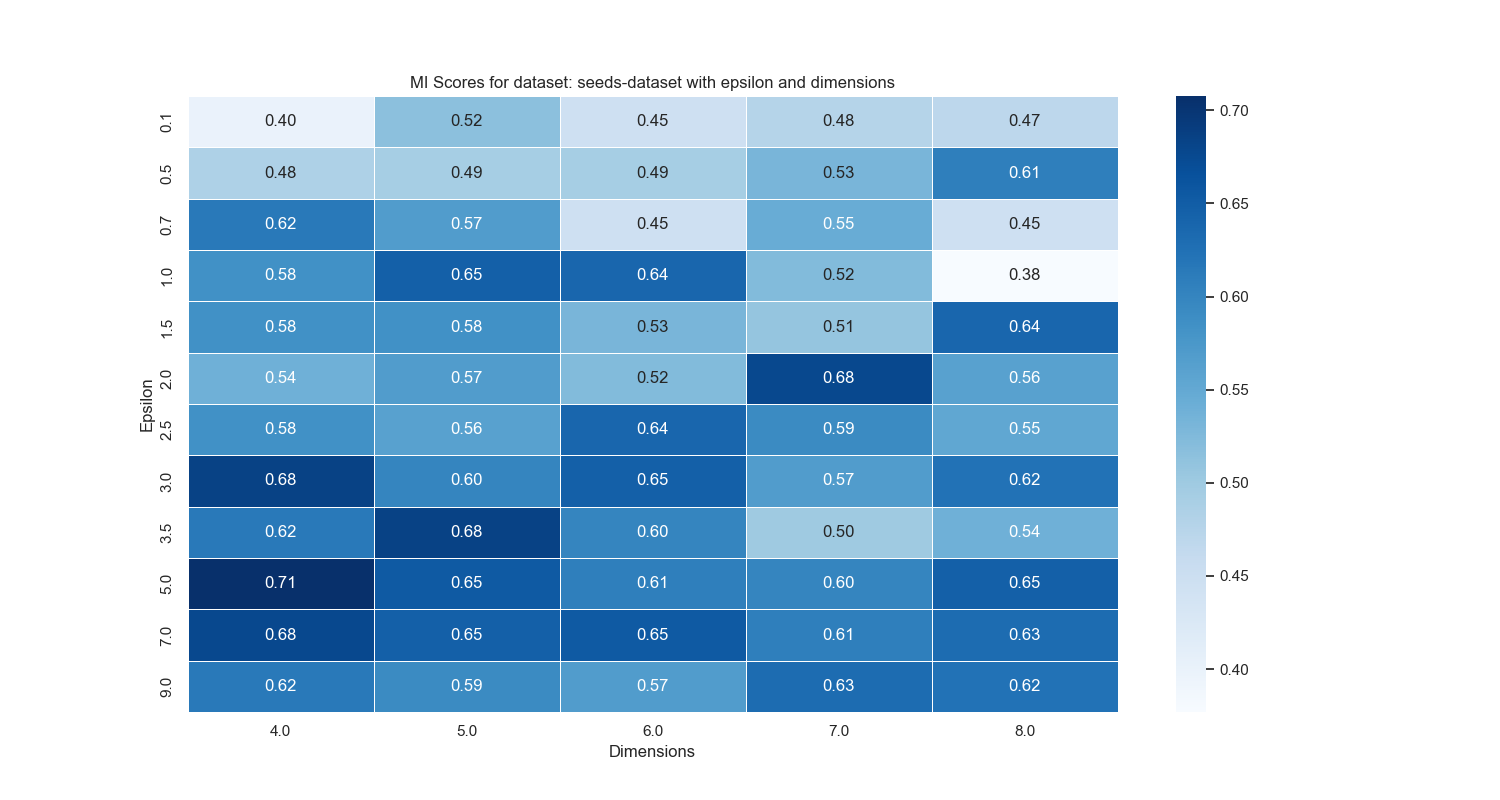 MI Scores for dataset: seeds-dataset with epsilon and dimensions
0.1 0.40 0.52 0.45 0.48 0.47
0.5 0.48 0.49 0.49 0.53 0.61
0.7 0.62 0.57 0.45 0.55 0.45
1.0 0.58 0.65 0.64 0.52 0.38
1.5 0.58 0.58 0.53 0.51 0.64
2.0 0.54 0.57 0.52 0.68 0.56
Epsilon
2.5 0.58 0.56 0.64 0.59 0.55
3.0 0.68 0.60 0.65 0.57 0.62
3.5 0.62 0.68 0.60 0.50 0.54
5.0 0.71 0.65 0.61 0.60 0.65
7.0 0.68 0.65 0.65 0.61 0.63
9.0 0.62 0.59 0.57 0.63 0.62
4.0 5.0 6.0 7.0 8.0
Dimensions
0.70
0.65
0.60
0.55
0.50
0.45
0.40